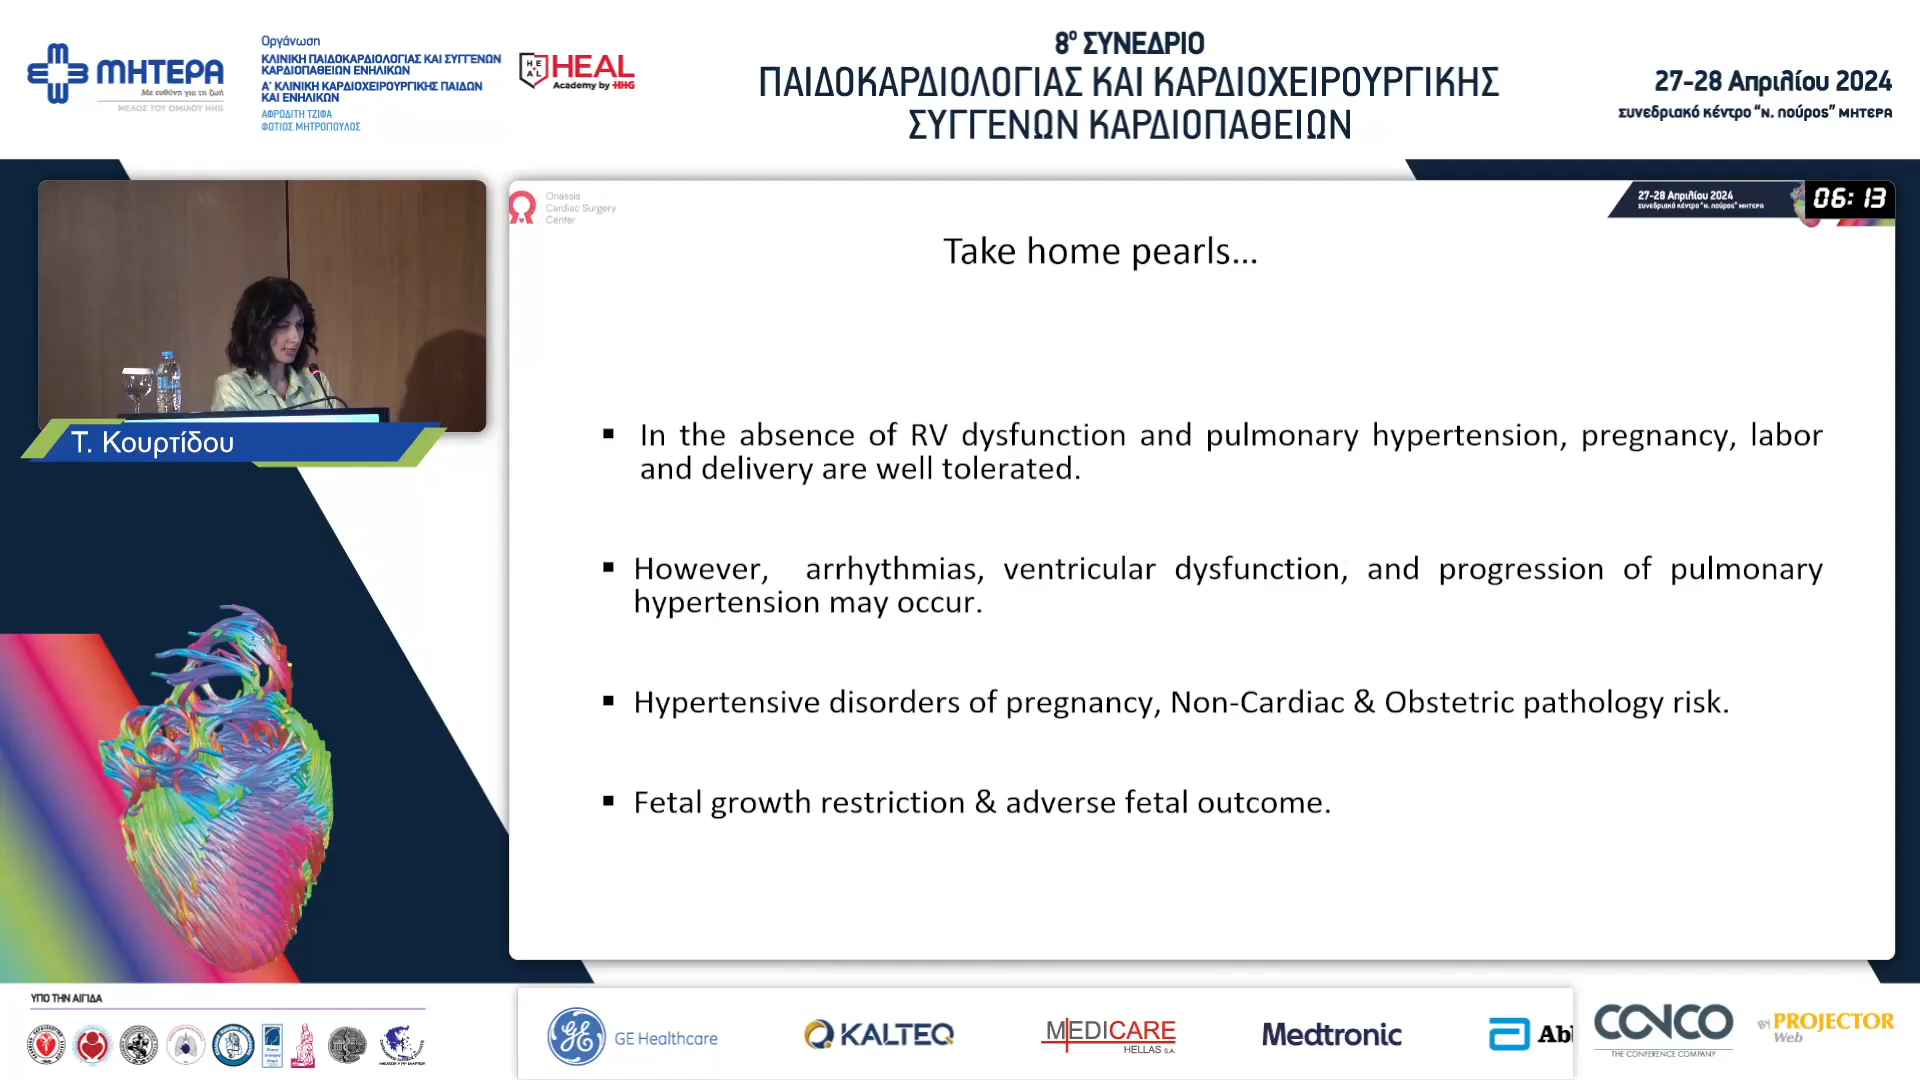 ΜΗΤΕΡΑ
Με ευθύνη για τη ζωή
ΜΕΛΟΣ ΤΟΥ ΟΜΙΛΟΥ HHG
Οργάνωση
ΚΛΙΝΙΚΗ ΠΑΙΔΟΚΑΡΔΙΟΛΟΓΙΑΣ ΚΑΙ ΣΥΓΓΕΝΩΝ
ΚΑΡΔΙΟΠΑΘΕΙΩΝ ΕΝΗΛΙΚΩΝ
Α' ΚΛΙΝΙΚΗ ΚΑΡΔΙΟΧΕΙΡΟΥΡΓΙΚΗΣ ΠΑΙΔΩΝ
ΚΑΙ ΕΝΗΛΙΚΩΝ
ΑΦΡΟΔΙΤΗ ΤΖΙΦΑ
ΦΩΤΙΟΣ ΜΗΤΡΟΠΟΥΛΟΣ
HEAL
HEAL
Academy by HHG
8ο ΣΥΝΕΔΡΙΟ
ΠΑΙΔΟΚΑΡΔΙΟΛΟΓΙΑΣ ΚΑΙ ΚΑΡΔΙΟΧΕΙΡΟΥΡΓΙΚΗΣ
ΣΥΓΓΕΝΩΝ ΚΑΡΔΙΟΠΑΘΕΙΩΝ
27-28 Απριλίου 2024
συνεδριακό κέντρο "Ν. Λούρος" ΜΗΤΕΡΑ
Τ. Κουρτίδου
Onassis
Cardiac Surgery
Center
27-28 Απριλίου 2024
συνεδριακό κέντρο "Ν. Λούρος" ΜΗΤΕΡΑ
06:13
Take home pearls...
▪ In the absence of RV dysfunction and pulmonary hypertension, pregnancy, labor
and delivery are well tolerated.
▪ However, arrhythmias, ventricular dysfunction, and progression of pulmonary
hypertension may occur.
▪ Hypertensive disorders of pregnancy, Non-Cardiac & Obstetric pathology risk.
▪ Fetal growth restriction & adverse fetal outcome.
ΥΠΟ ΤΗΝ ΑΙΓΙΔΑ
GE Healthcare
KALTEQ
MEDICARE
HELLAS S.A.
Medtronic
Abl
CONCO
THE CONFERENCE COMPANY
BY PROJECTOR
Web